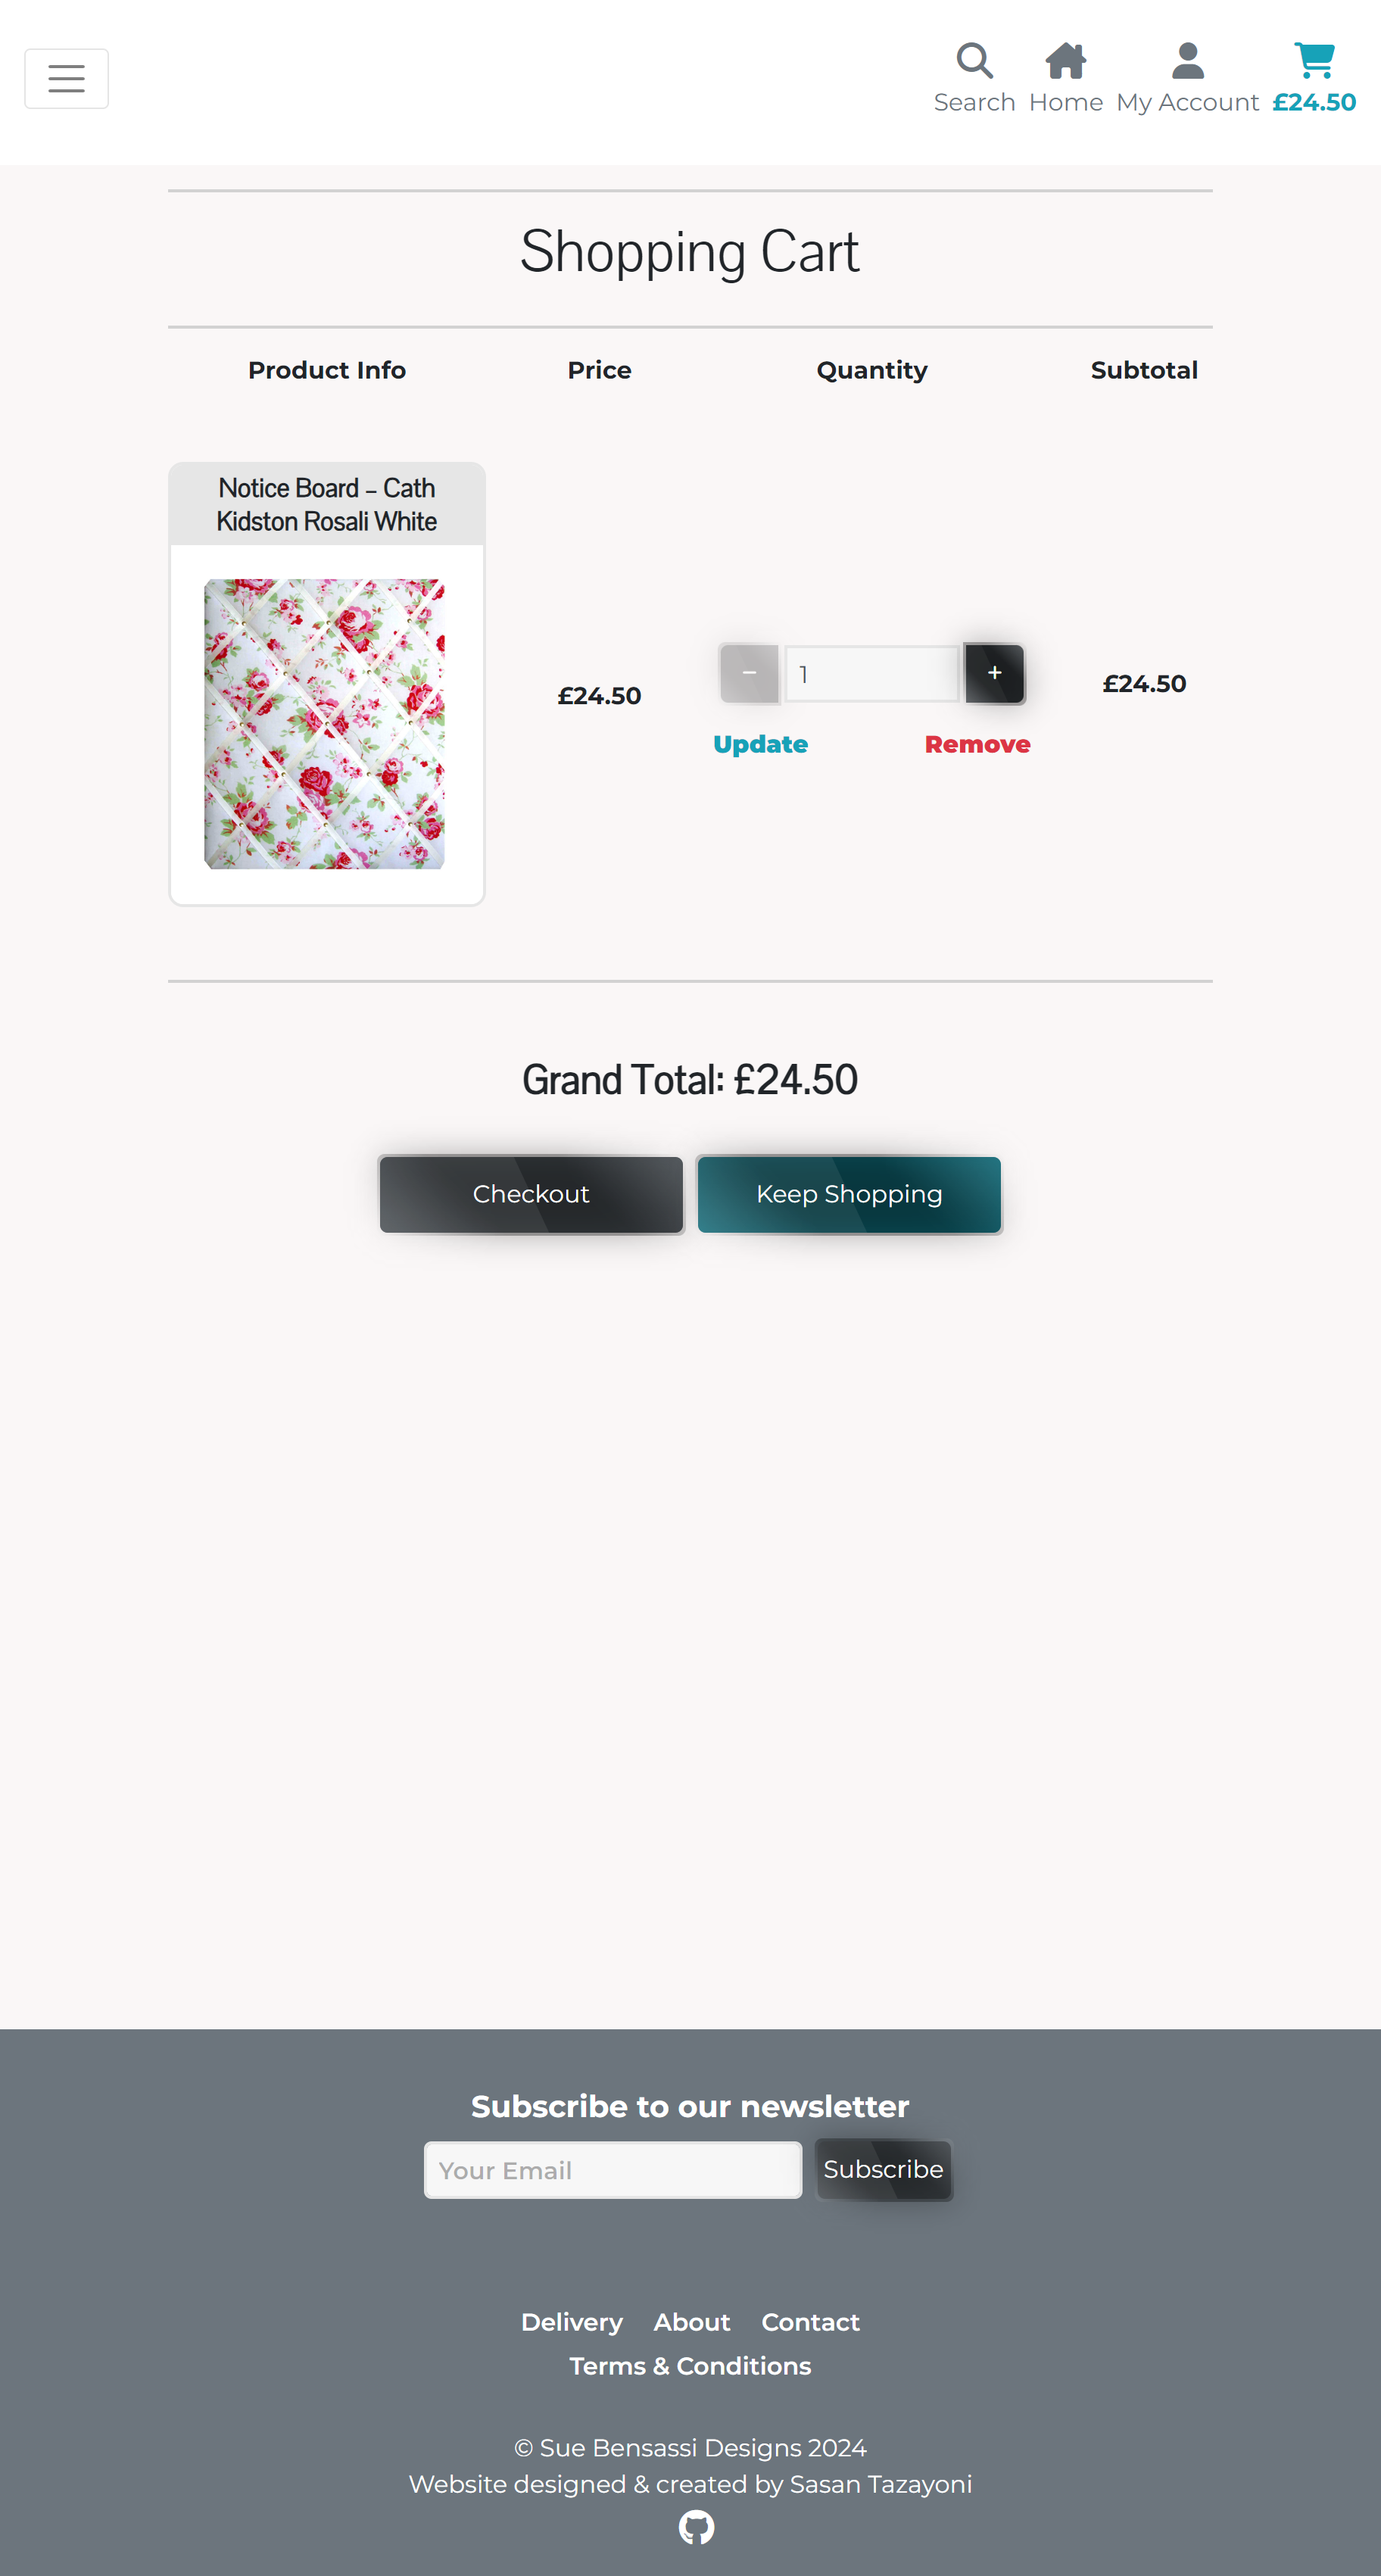 Search Home My Account £24.50
Shopping Cart
Product Info Price Quantity Subtotal
Notice Board – Cath
Kidston Rosali White
£24.50 − 1 + £24.50
Update Remove
Grand Total: £24.50
Checkout Keep Shopping
Subscribe to our newsletter
Your Email Subscribe
Delivery About Contact
Terms & Conditions
© Sue Bensassi Designs 2024
Website designed & created by Sasan Tazayoni